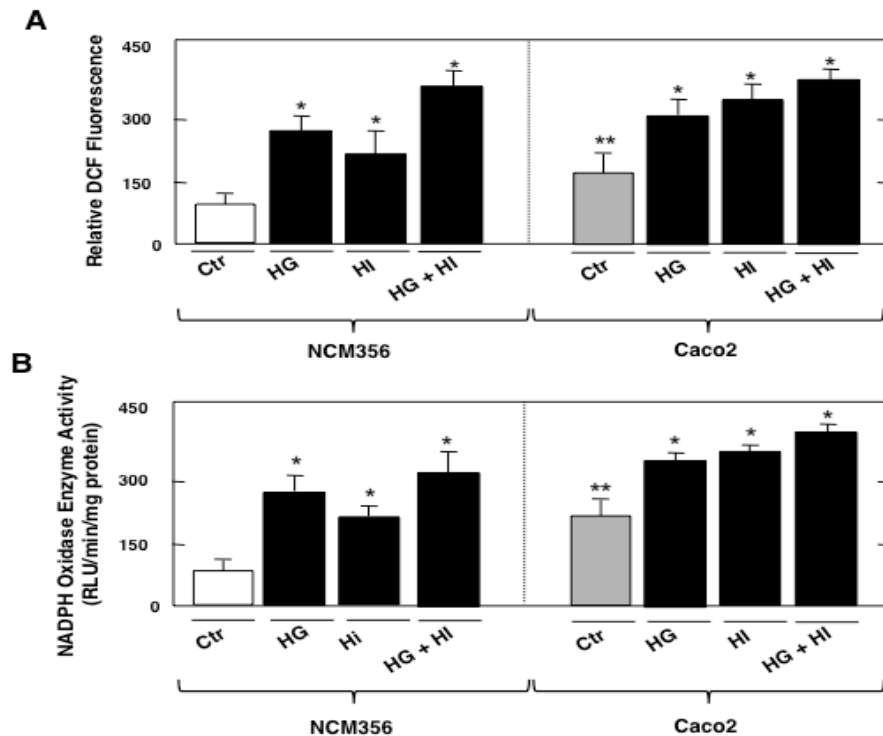 A
Relative DCF Fluorescence
450
300
150
0
*
*
*
**
*
*
*
Ctr
HG
HI
HG + HI
Ctr
HG
HI
HG + HI
NCM356
Caco2
B
NADPH Oxidase Enzyme Activity
(RLU/min/mg protein)
450
300
150
0
*
*
*
**
*
*
*
Ctr
HG
Hi
HG + HI
Ctr
HG
HI
HG + HI
NCM356
Caco2